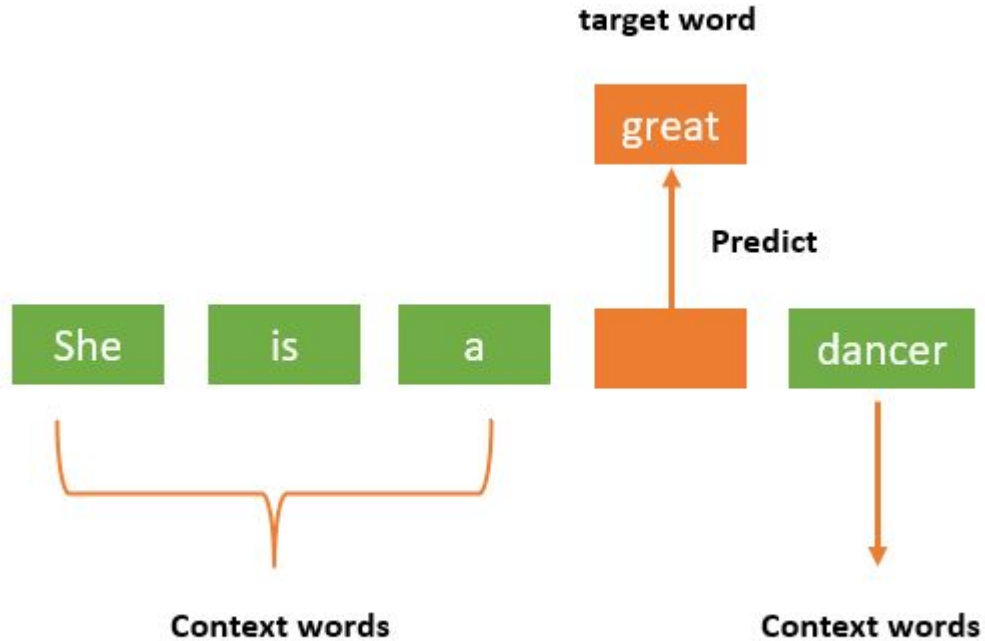 target word
great
Predict
She is a dancer
Context words Context words